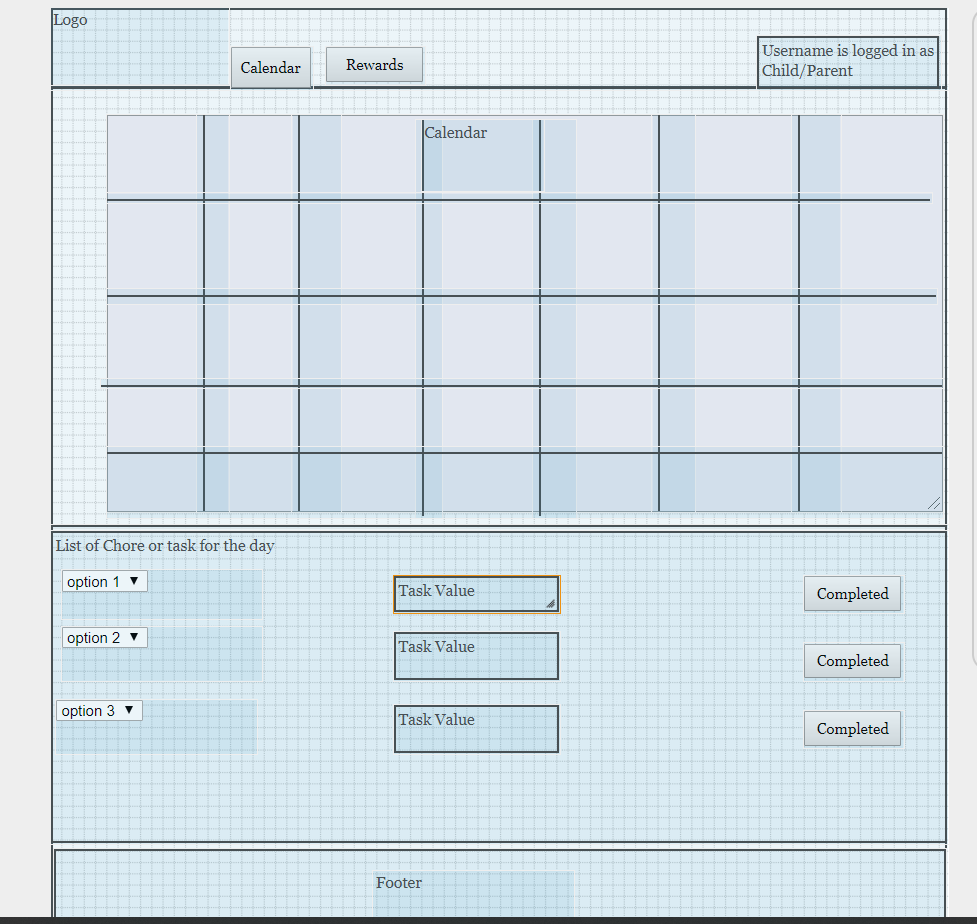 Logo
Calendar
Rewards
Username is logged in as
Child/Parent
Calendar
List of Chore or task for the day
option 1
Task Value
Completed
option 2
Task Value
Completed
option 3
Task Value
Completed
Footer